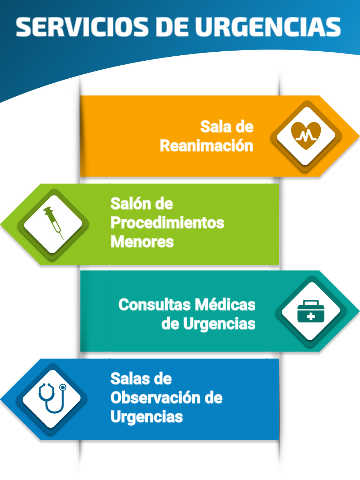 SERVICIOS DE URGENCIAS
Sala de
Reanimación
Salón de
Procedimientos
Menores
Consultas Médicas
de Urgencias
Salas de
Observación de
Urgencias